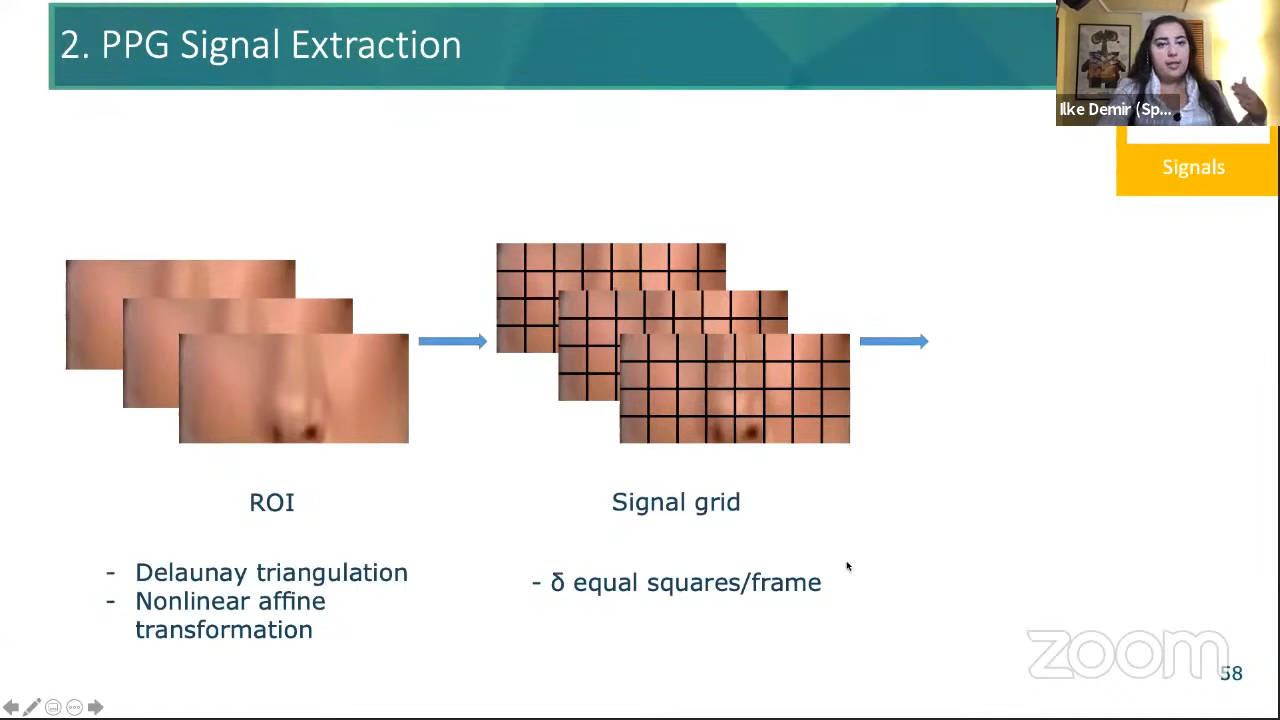 2. PPG Signal Extraction
Ilke Demir (Sp...
Signals
ROI
Signal grid
- Delaunay triangulation
- Nonlinear affine
transformation
- δ equal squares/frame
zoom
58